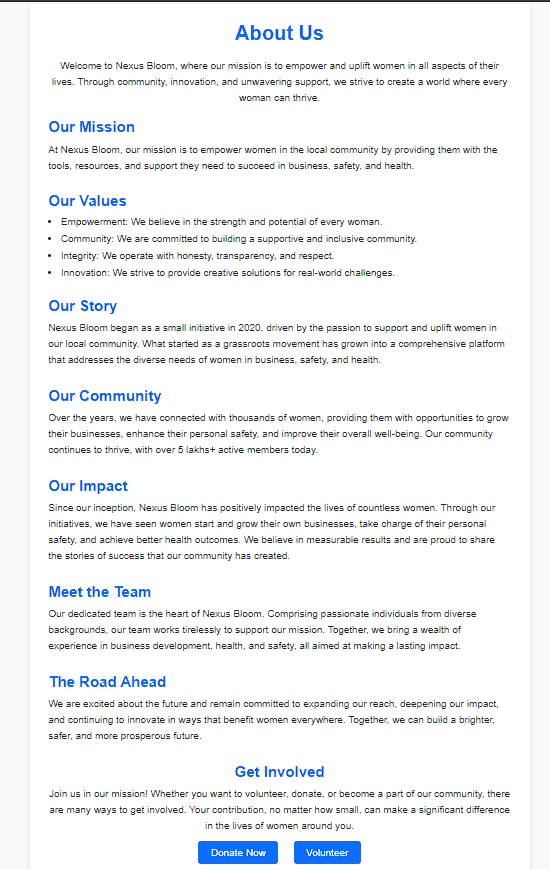 About Us
Welcome to Nexus Bloom, where our mission is to empower and uplift women in all aspects of their
lives. Through community, innovation, and unwavering support, we strive to create a world where every
woman can thrive.
Our Mission
At Nexus Bloom, our mission is to empower women in the local community by providing them with the
tools, resources, and support they need to succeed in business, safety, and health.
Our Values
• Empowerment: We believe in the strength and potential of every woman.
• Community: We are committed to building a supportive and inclusive community.
• Integrity: We operate with honesty, transparency, and respect.
• Innovation: We strive to provide creative solutions for real-world challenges.
Our Story
Nexus Bloom began as a small initiative in 2020, driven by the passion to support and uplift women in
our local community. What started as a grassroots movement has grown into a comprehensive platform
that addresses the diverse needs of women in business, safety, and health.
Our Community
Over the years, we have connected with thousands of women, providing them with opportunities to grow
their businesses, enhance their personal safety, and improve their overall well-being. Our community
continues to thrive, with over 5 lakhs+ active members today.
Our Impact
Since our inception, Nexus Bloom has positively impacted the lives of countless women. Through our
initiatives, we have seen women start and grow their own businesses, take charge of their personal
safety, and achieve better health outcomes. We believe in measurable results and are proud to share
the stories of success that our community has created.
Meet the Team
Our dedicated team is the heart of Nexus Bloom. Comprising passionate individuals from diverse
backgrounds, our team works tirelessly to support our mission. Together, we bring a wealth of
experience in business development, health, and safety, all aimed at making a lasting impact.
The Road Ahead
We are excited about the future and remain committed to expanding our reach, deepening our impact,
and continuing to innovate in ways that benefit women everywhere. Together, we can build a brighter,
safer, and more prosperous future.
Get Involved
Join us in our mission! Whether you want to volunteer, donate, or become a part of our community, there
are many ways to get involved. Your contribution, no matter how small, can make a significant difference
in the lives of women around you.
Donate Now Volunteer